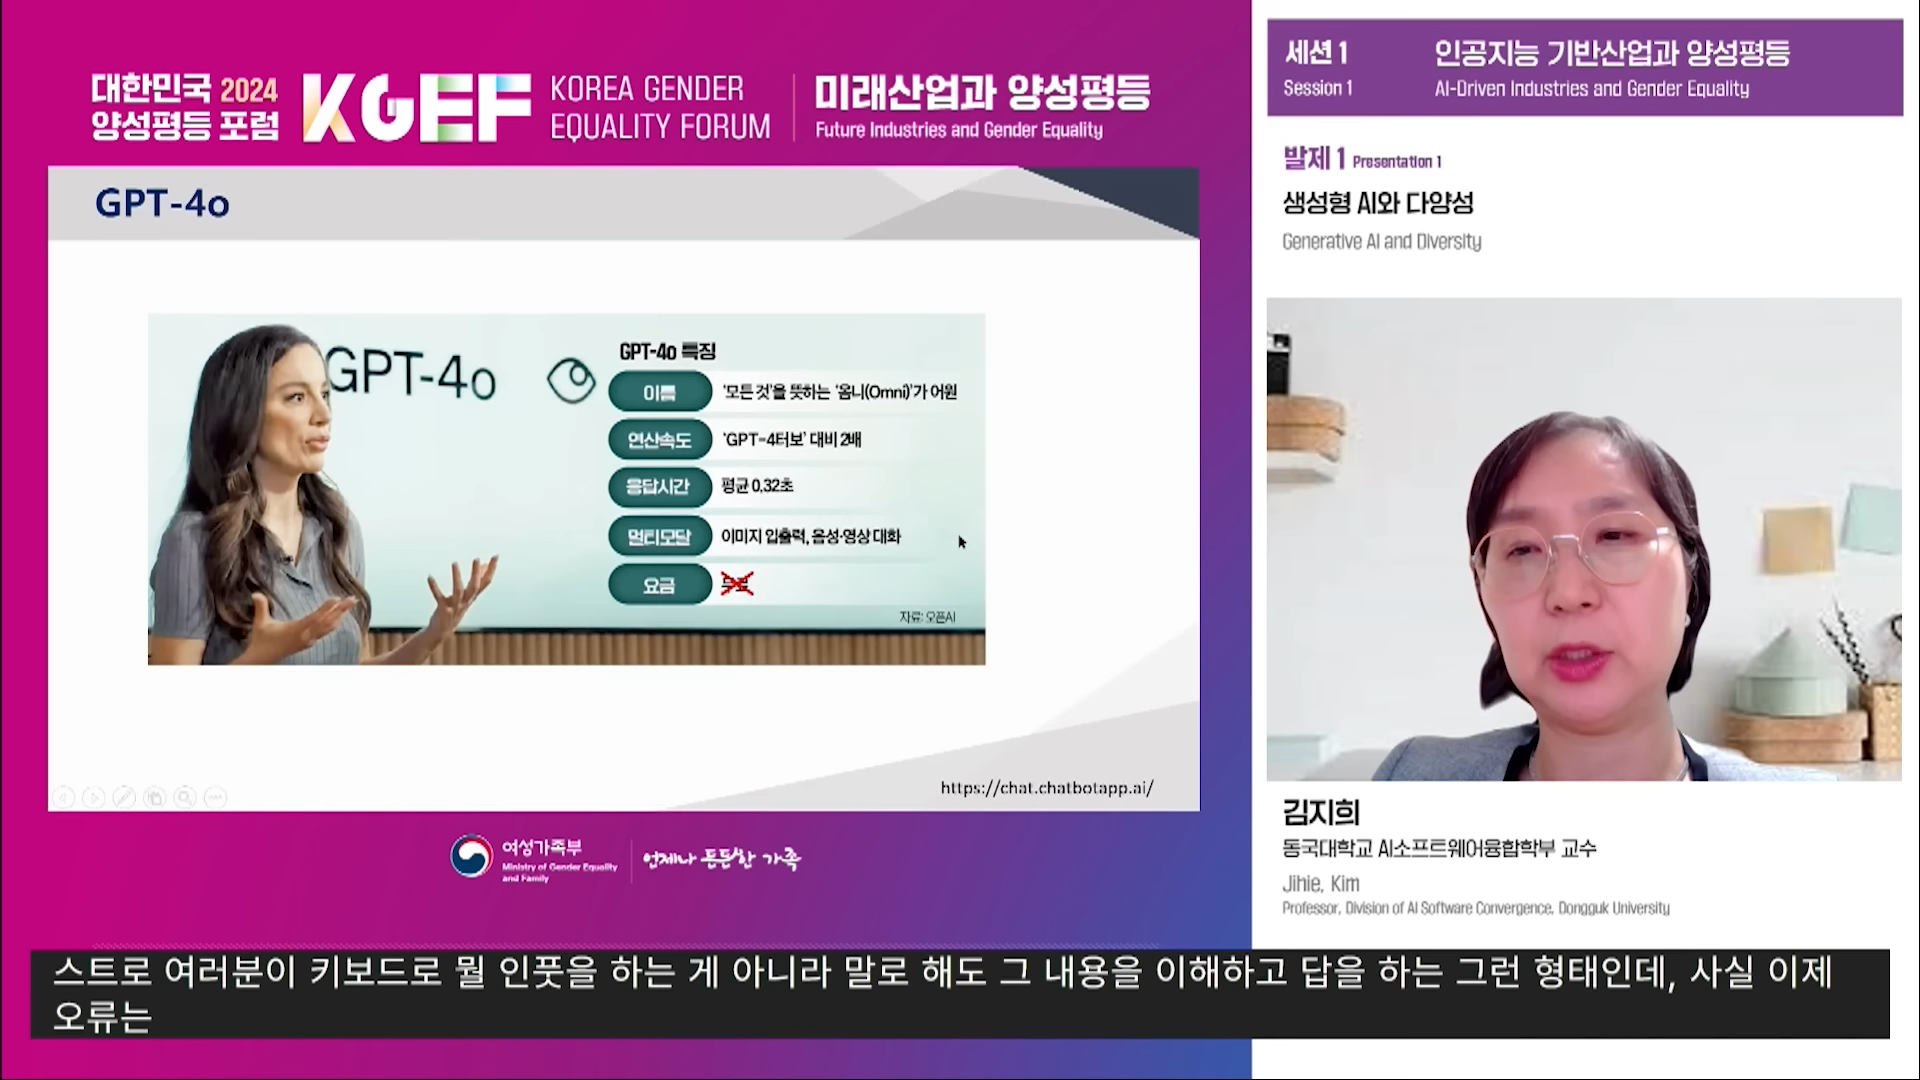 대한민국 2024
양성평등 포럼
KGEF
KOREA GENDER
EQUALITY FORUM
미래산업과 양성평등
Future Industries and Gender Equality
GPT-4o
GPT-4o
GPT-4o 특징
이름 '모든 것'을 뜻하는 '옴니(Omni)'가 어원
연산속도 'GPT-4터보' 대비 2배
응답시간 평균 0.32초
멀티모달 이미지 입출력, 음성·영상 대화
요금
자료: 오픈AI
https://chat.chatbotapp.ai/
여성가족부
Ministry of Gender Equality
and Family
언제나 든든한 가족
세션 1 인공지능 기반산업과 양성평등
Session 1 AI-Driven Industries and Gender Equality
발제 1 Presentation 1
생성형 AI와 다양성
Generative AI and Diversity
김지희
동국대학교 AI소프트웨어융합학부 교수
Jihie, Kim
Professor, Division of AI Software Convergence, Dongguk University
스트로 여러분이 키보드로 뭘 인풋을 하는 게 아니라 말로 해도 그 내용을 이해하고 답을 하는 그런 형태인데, 사실 이제
오류는